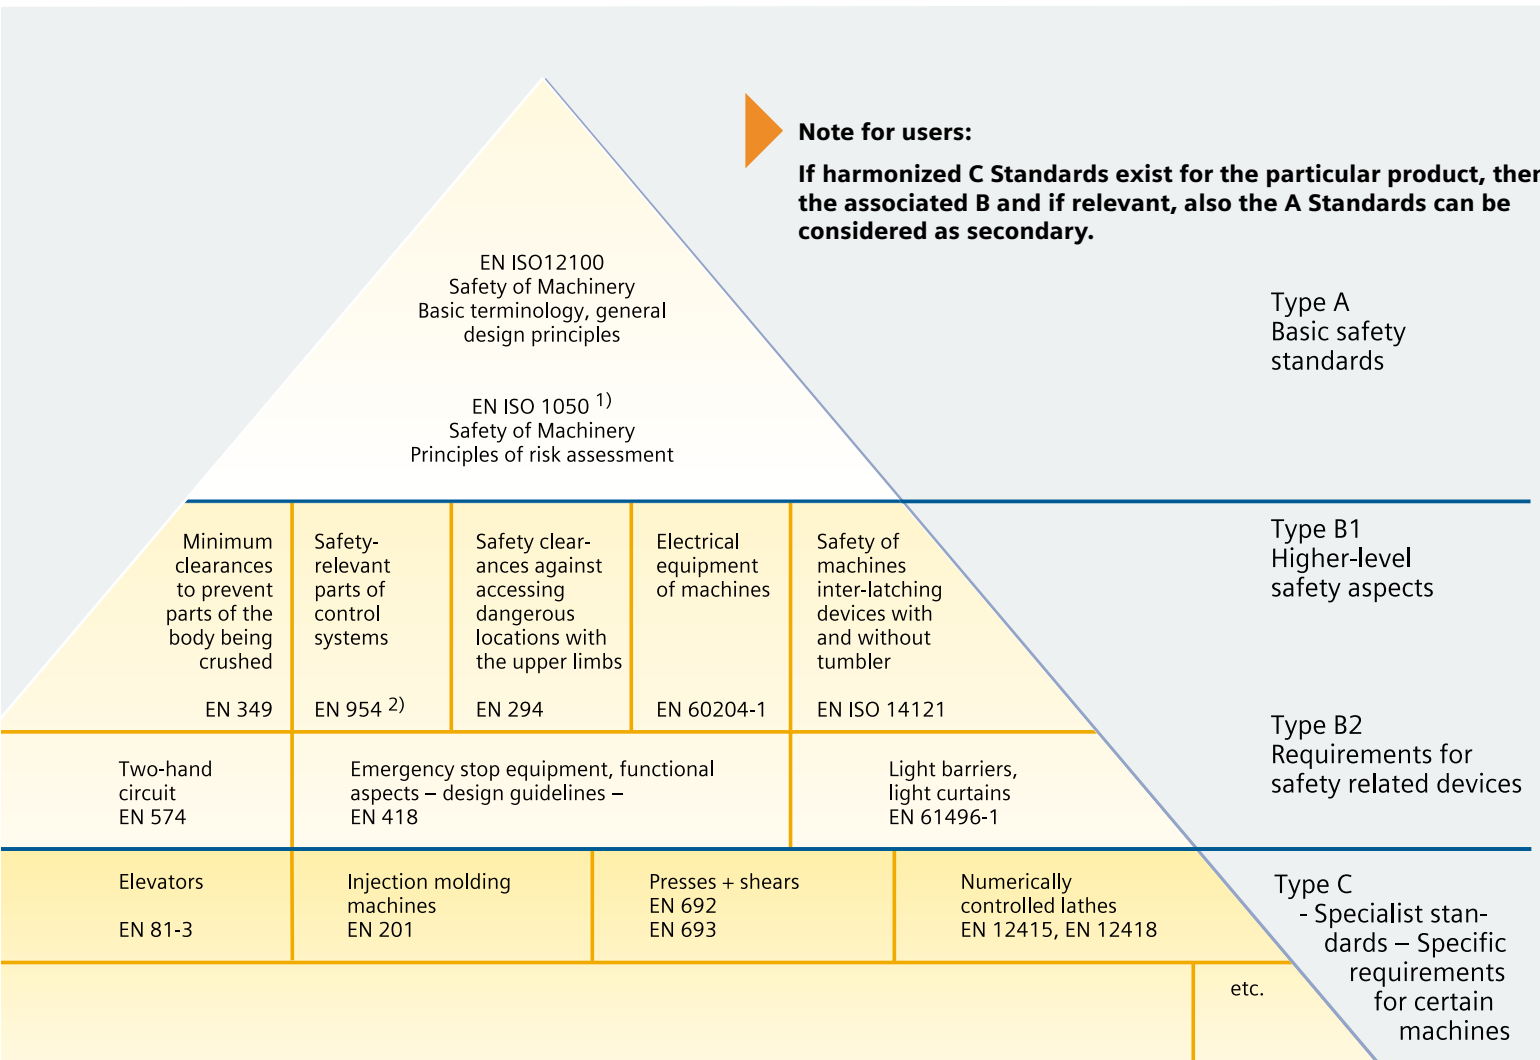 Note for users:
If harmonized C Standards exist for the particular product, then
the associated B and if relevant, also the A Standards can be
considered as secondary.
EN ISO12100
Safety of Machinery
Basic terminology, general
design principles
EN ISO 1050 1)
Safety of Machinery
Principles of risk assessment
Type A
Basic safety
standards
Minimum
clearances
to prevent
parts of the
body being
crushed
EN 349
Safety-
relevant
parts of
control
systems
EN 954 2)
Safety clear-
ances against
accessing
dangerous
locations with
the upper limbs
EN 294
Electrical
equipment
of machines
EN 60204-1
Safety of
machines
inter-latching
devices with
and without
tumbler
EN ISO 14121
Type B1
Higher-level
safety aspects
Two-hand
circuit
EN 574
Emergency stop equipment, functional
aspects – design guidelines –
EN 418
Light barriers,
light curtains
EN 61496-1
Type B2
Requirements for
safety related devices
Elevators
EN 81-3
Injection molding
machines
EN 201
Presses + shears
EN 692
EN 693
Numerically
controlled lathes
EN 12415, EN 12418
etc.
Type C
- Specialist stan-
dards – Specific
requirements
for certain
machines